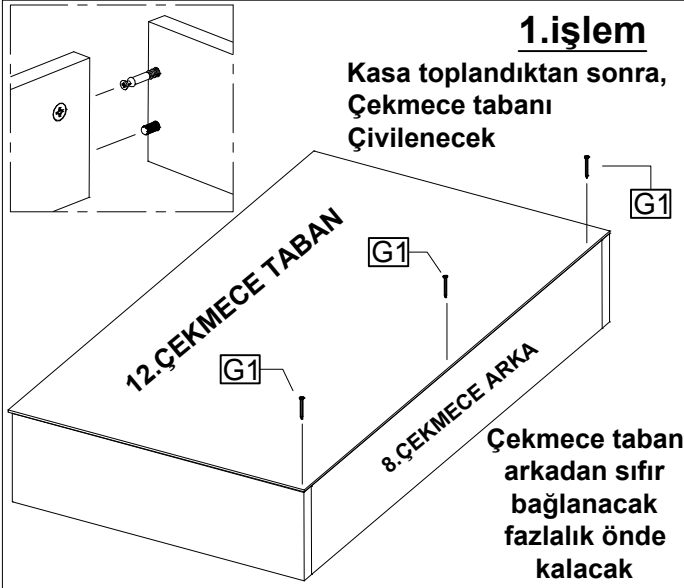 1.işlem
Kasa toplandıktan sonra,
Çekmece tabanı
Çivilenecek
G1
G1
12.ÇEKMECE TABAN
G1
8.ÇEKMECE ARKA
Çekmece taban
arkadan sıfır
bağlanacak
fazlalık önde
kalacak